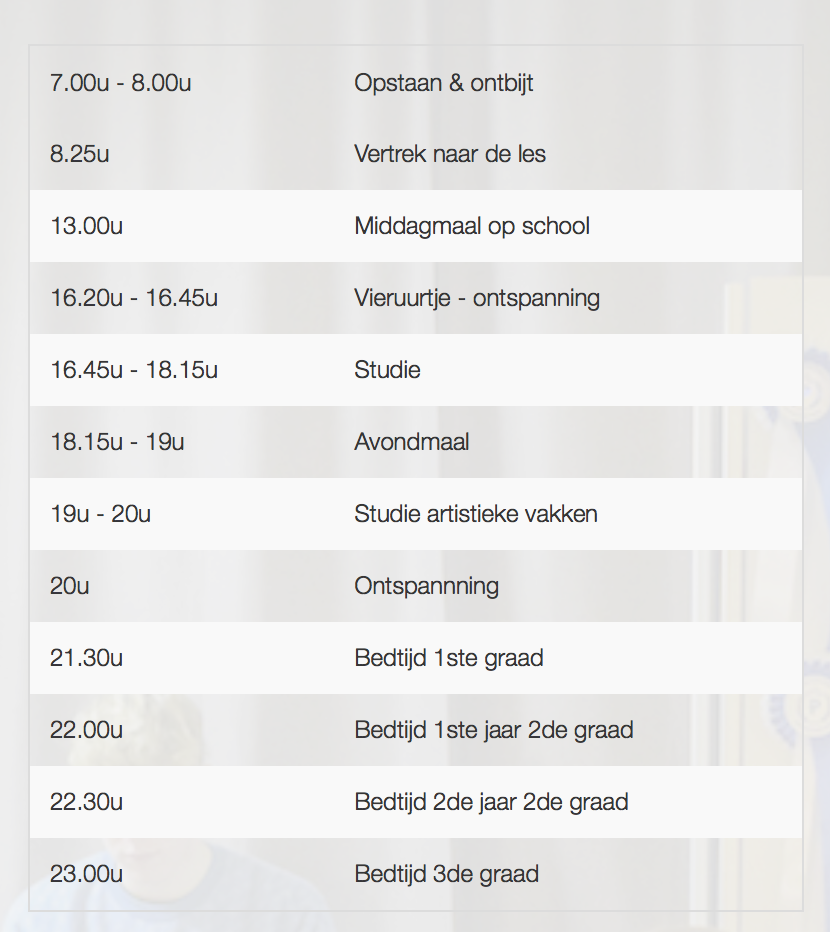 7.00u - 8.00u Opstaan & ontbijt
8.25u Vertrek naar de les
13.00u Middagmaal op school
16.20u - 16.45u Vieruurtje - ontspanning
16.45u - 18.15u Studie
18.15u - 19u Avondmaal
19u - 20u Studie artistieke vakken
20u Ontspannning
21.30u Bedtijd 1ste graad
22.00u Bedtijd 1ste jaar 2de graad
22.30u Bedtijd 2de jaar 2de graad
23.00u Bedtijd 3de graad